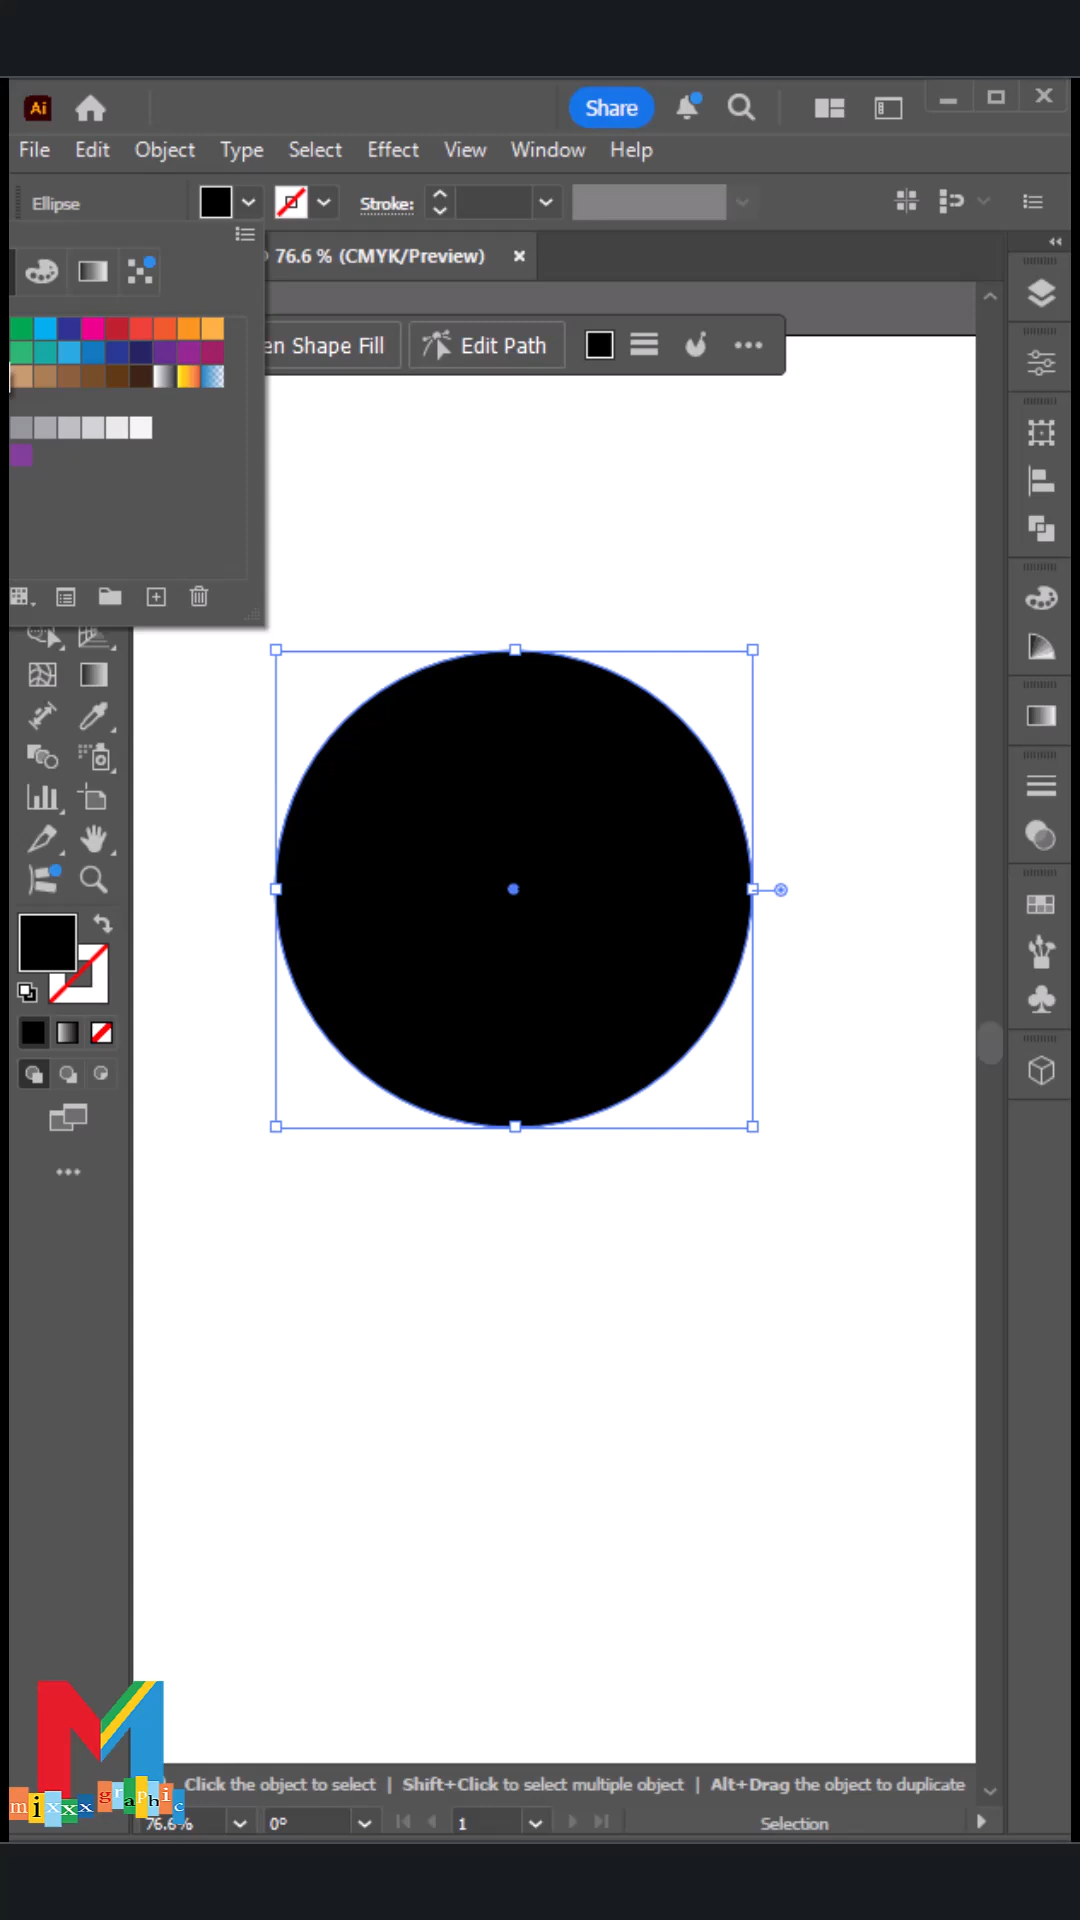 Ai
Share
File Edit Object Type Select Effect View Window Help
Ellipse
Stroke:
76.6 % (CMYK/Preview) ×
en Shape Fill
Edit Path
Click the object to select | Shift+Click to select multiple object | Alt+Drag the object to duplicate
76.6%
0°
1
Selection
M
mixxx graphic